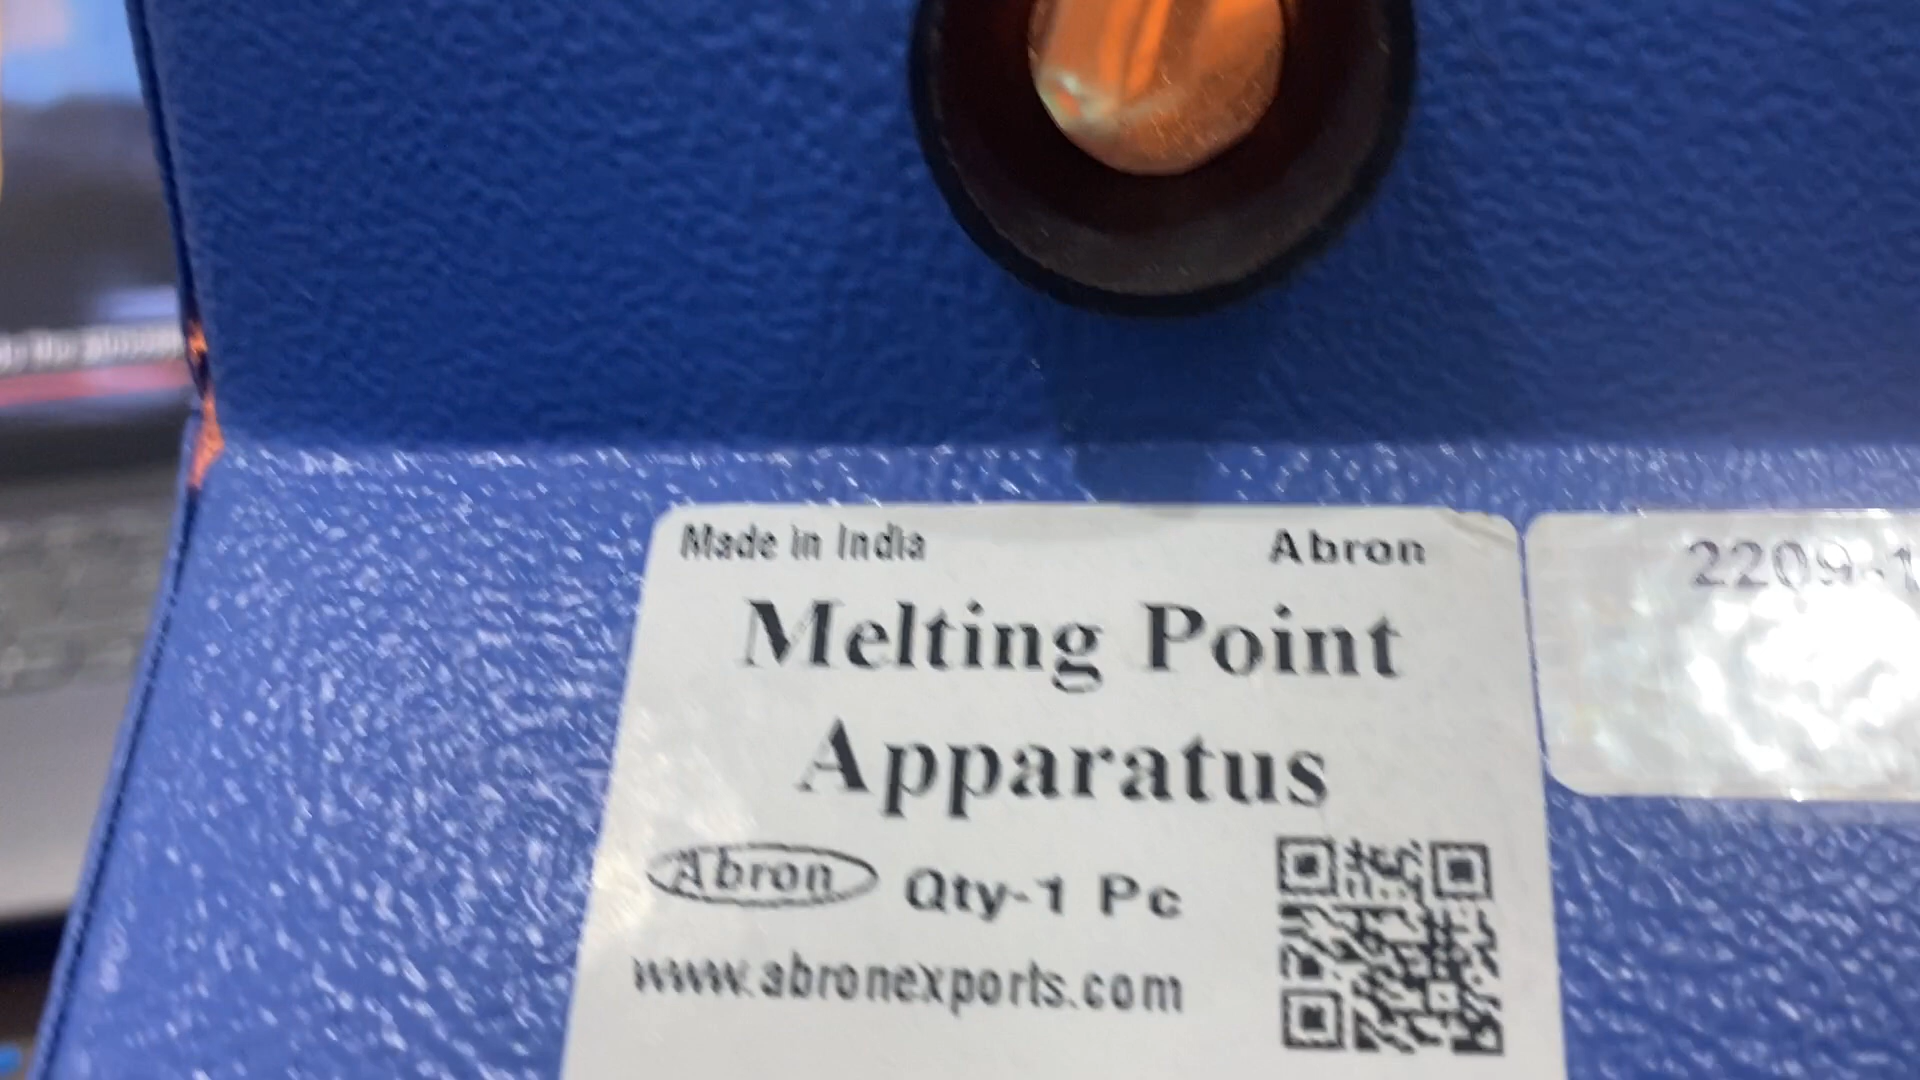 Made in India
Abron
2209-1
Melting Point
Apparatus
Abron Qty-1 Pc
www.abronexports.com